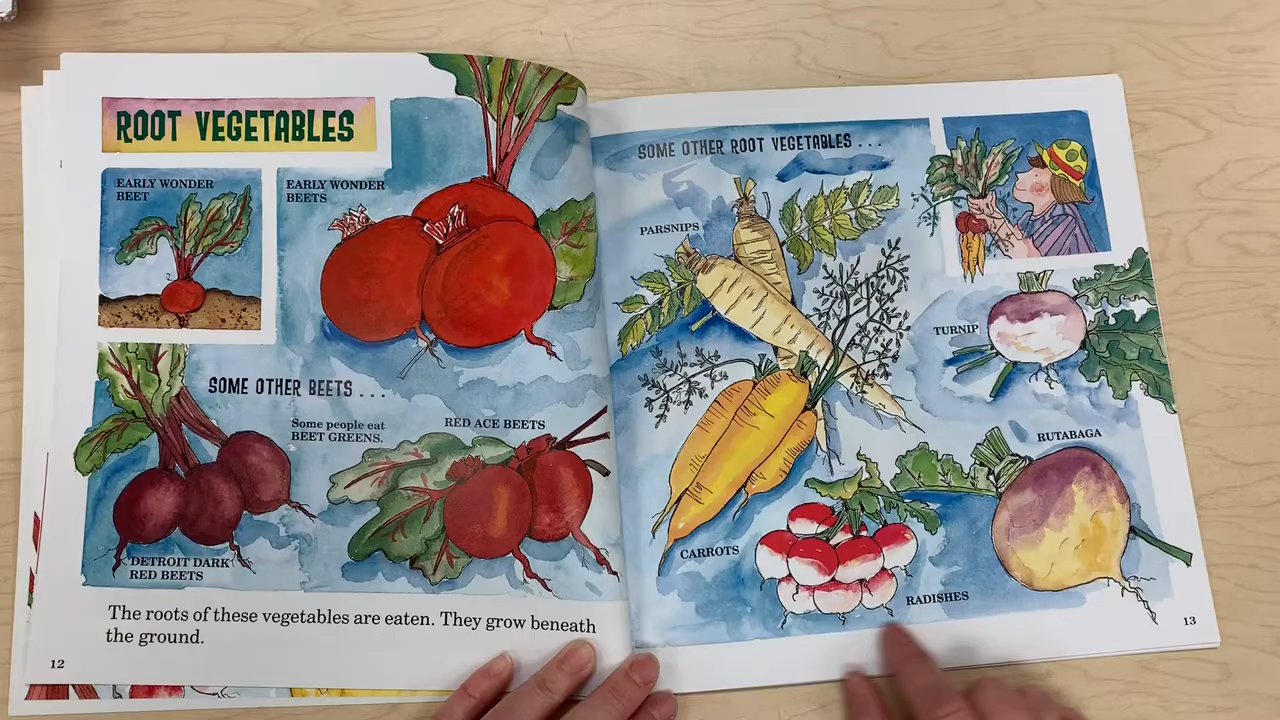 ROOT VEGETABLES
EARLY WONDER
BEET
EARLY WONDER
BEETS
SOME OTHER BEETS . . .
Some people eat
BEET GREENS.
RED ACE BEETS
DETROIT DARK
RED BEETS
The roots of these vegetables are eaten. They grow beneath
the ground.
12
SOME OTHER ROOT VEGETABLES . . .
PARSNIPS
TURNIP
RUTABAGA
CARROTS
RADISHES
13